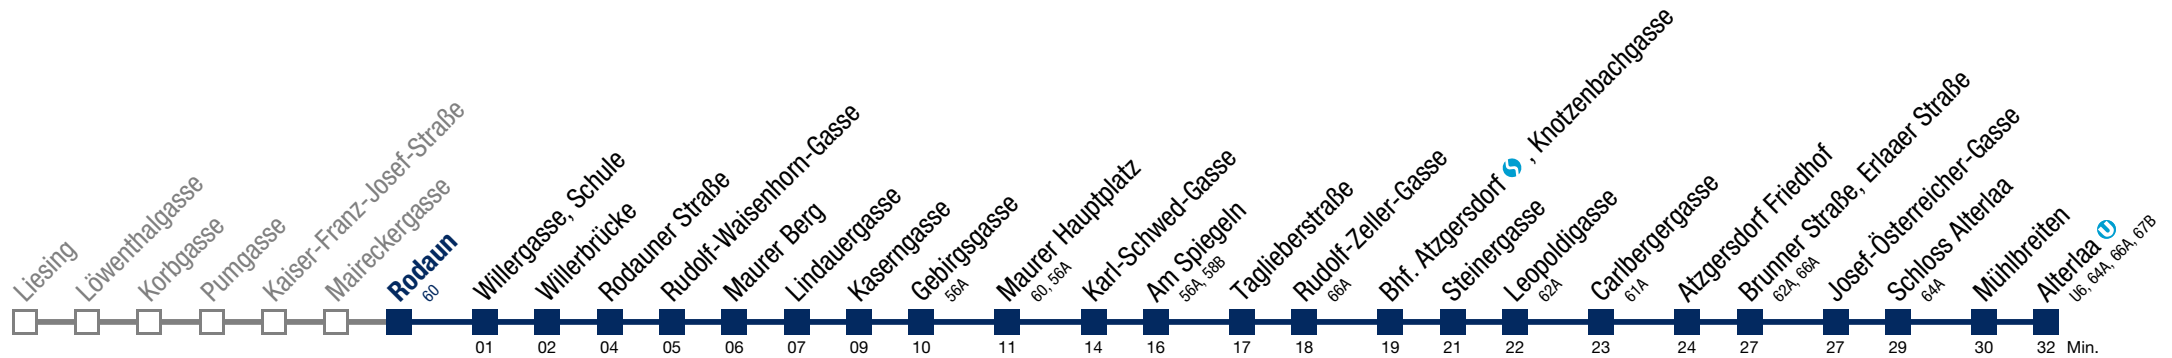 Liesing
Löwenthalgasse
Korbgasse
Pumgasse
Kaiser-Franz-Josef-Straße
Maireckergasse
Rodaun
60
Willergasse, Schule
Willerbrücke
Rodauner Straße
Rudolf-Waisenhorn-Gasse
Maurer Berg
Lindauergasse
Kaserngasse
Gebirgsgasse
56A
Maurer Hauptplatz
60, 56A
Karl-Schwed-Gasse
Am Spiegeln
56A, 58B
Taglieberstraße
Rudolf-Zeller-Gasse
66A
Bhf. Atzgersdorf S, Knotzenbachgasse
Steinergasse
Leopoldigasse
62A
Carlbergergasse
61A
Atzgersdorf Friedhof
Brunner Straße, Erlaaer Straße
62A, 66A
Josef-Österreicher-Gasse
Schloss Alterlaa
64A
Mühlbreiten
Alterlaa U
U6, 64A, 66A, 67B
01 02 04 05 06 07 09 10 11 14 16 17 18 19 21 22 23 24 27 27 29 30 32 Min.